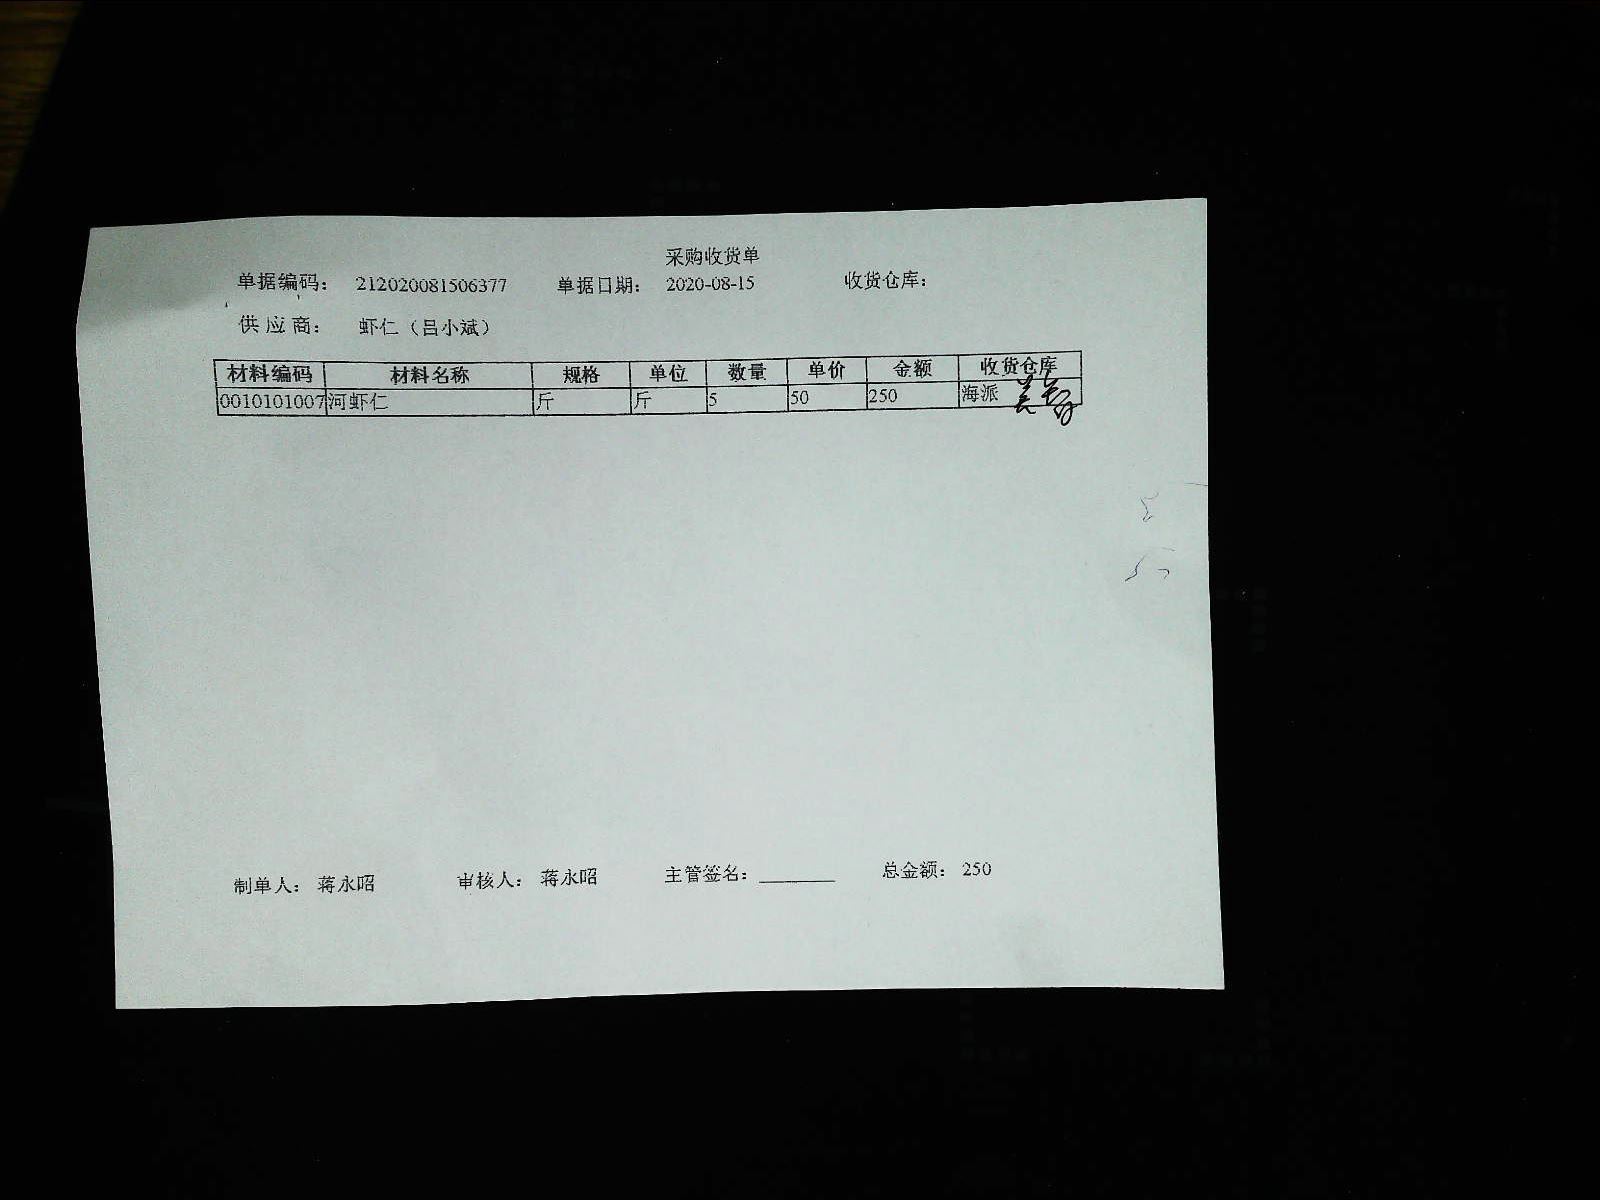 采购收货单
单据编码： 212020081506377 单据日期： 2020-08-15 收货仓库：
供应商： 虾仁（吕小斌）
材料编码 材料名称 规格 单位 数量 单价 金额 收货仓库
0010101007 河虾仁 斤 斤 5 50 250 海派
制单人： 蒋永昭 审核人： 蒋永昭 主管签名：________ 总金额： 250